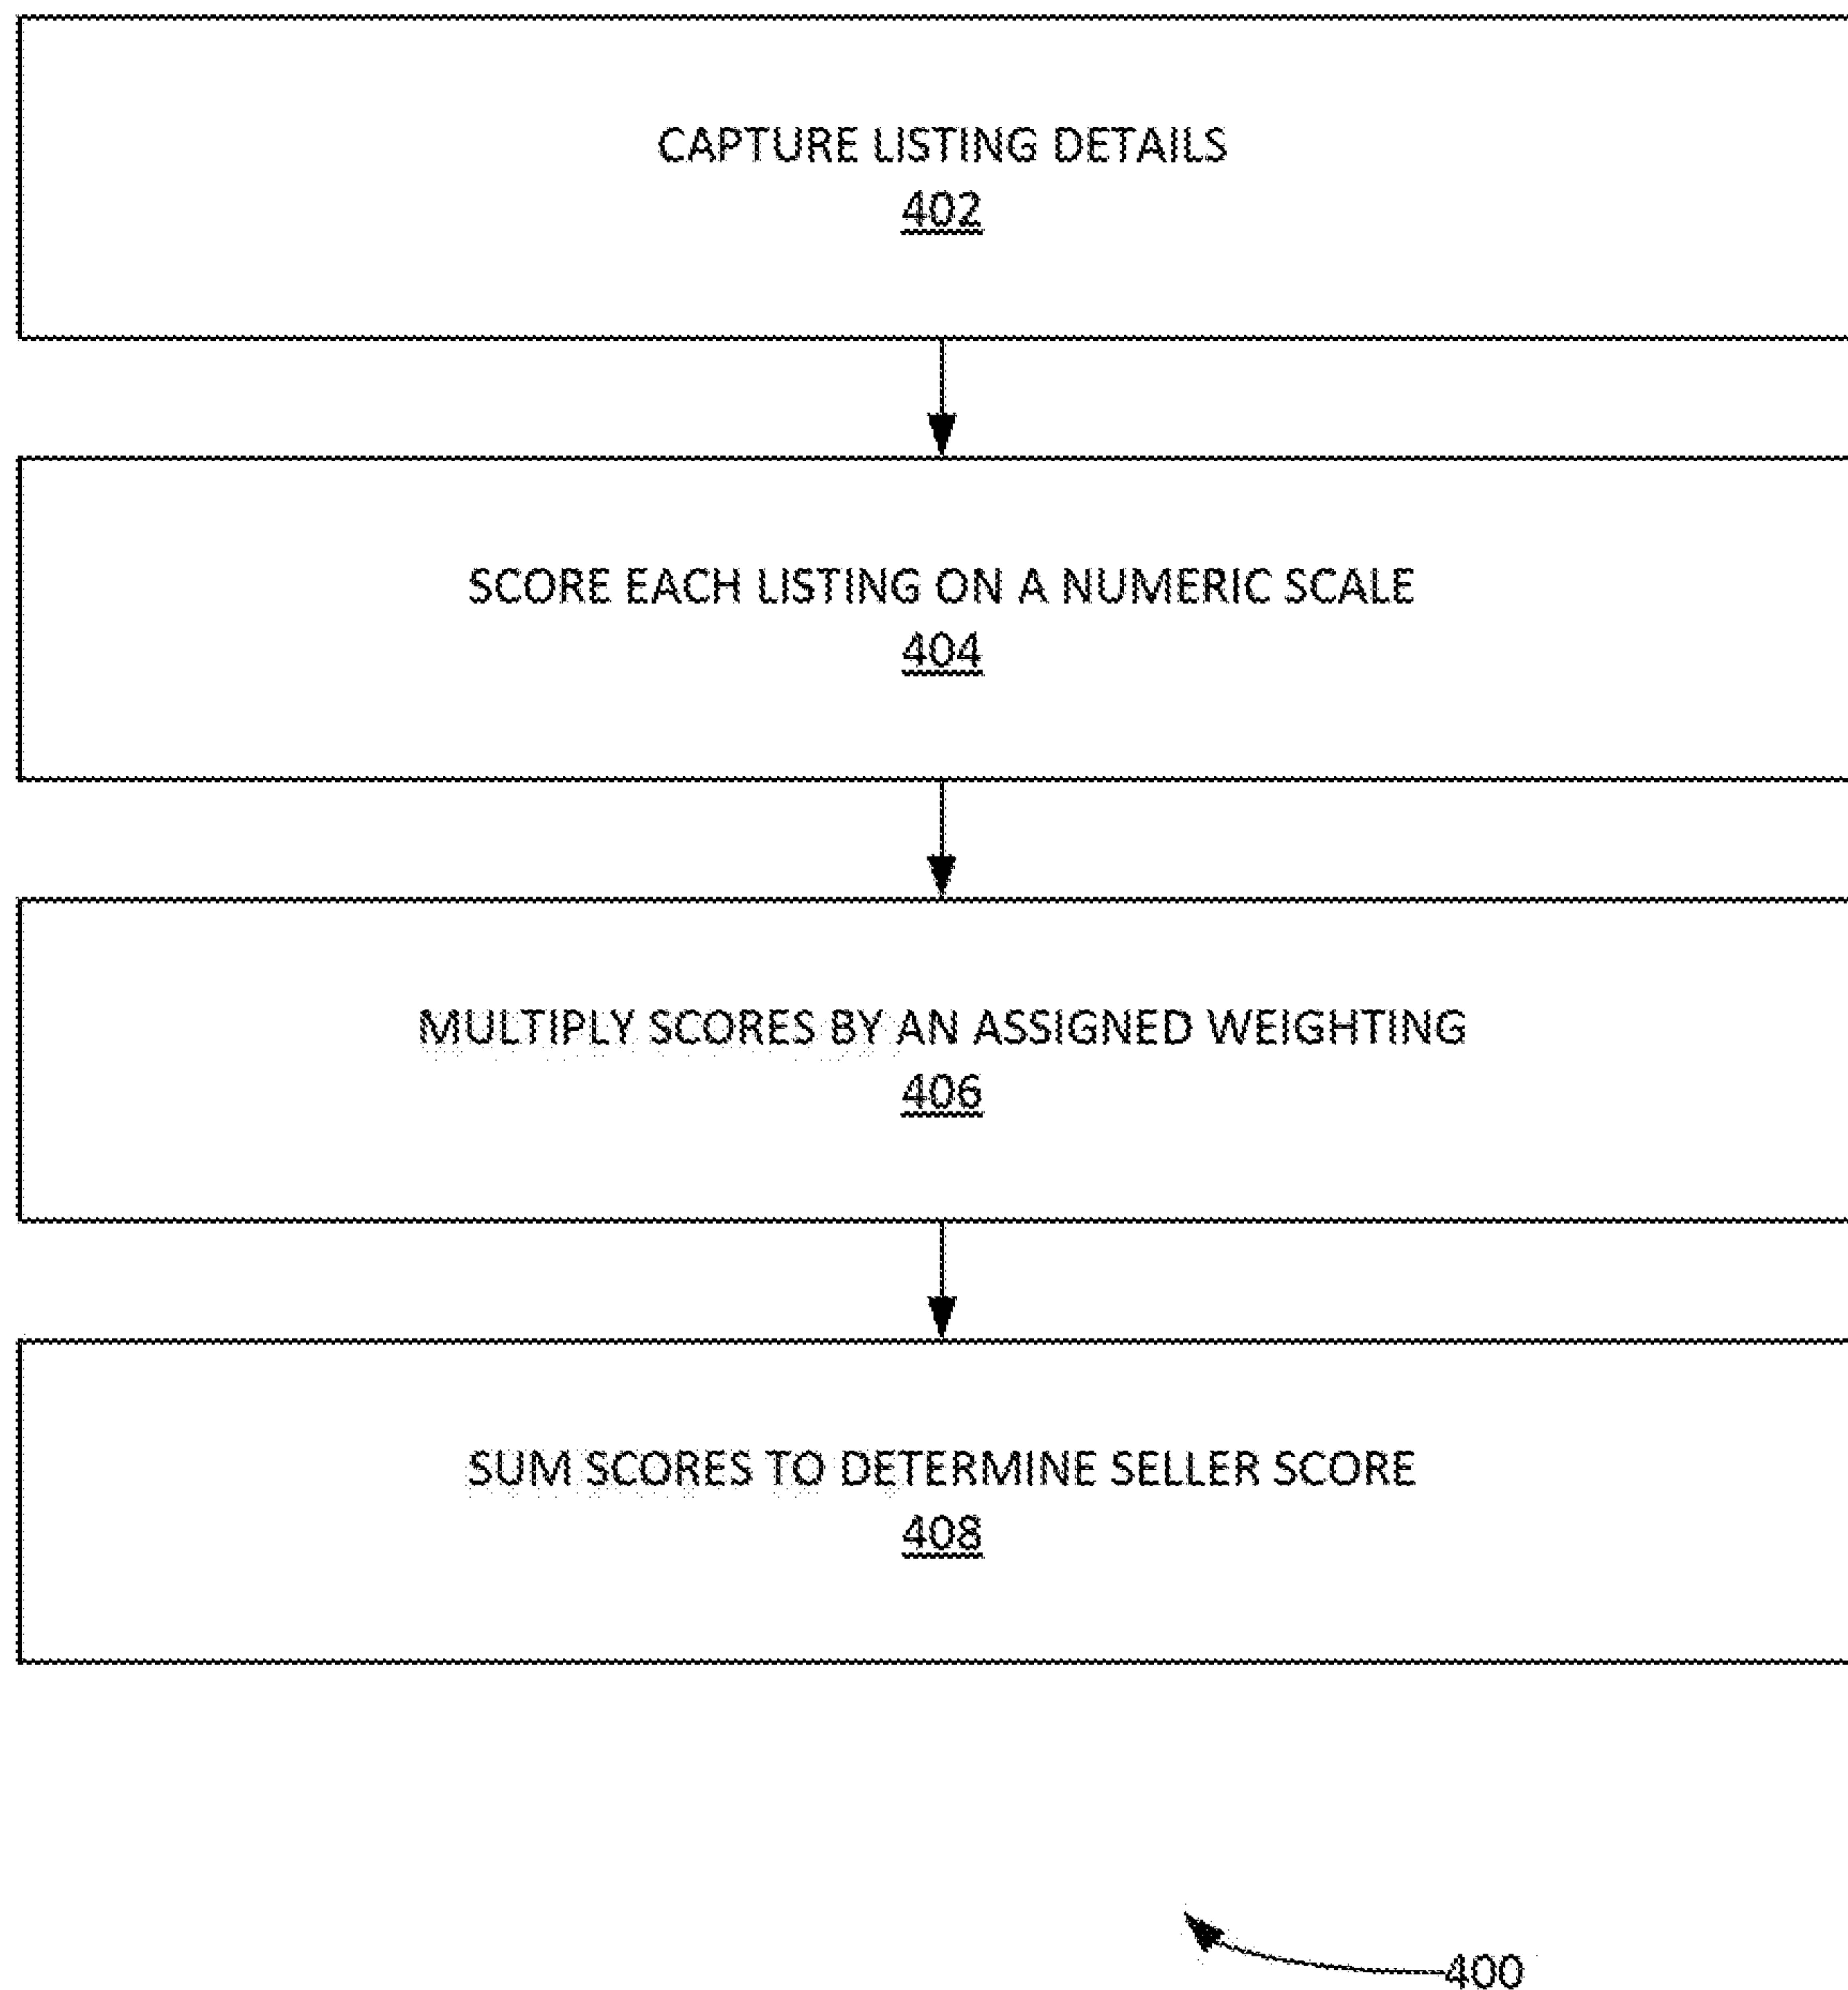 CAPTURE LISTING DETAILS
402
SCORE EACH LISTING ON A NUMERIC SCALE
404
MULTIPLY SCORES BY AN ASSIGNED WEIGHTING
406
SUM SCORES TO DETERMINE SELLER SCORE
408
400